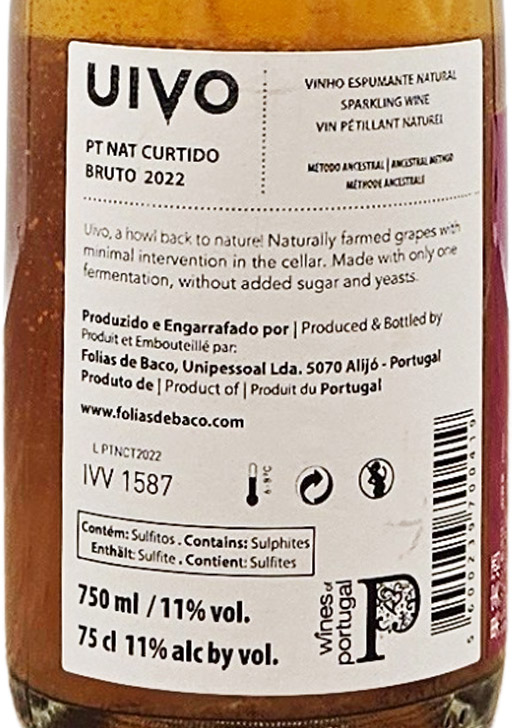 UIVO
PT NAT CURTIDO
BRUTO 2022
VINHO ESPUMANTE NATURAL
SPARKLING WINE
VIN PÉTILLANT NATUREL
MÉTODO ANCESTRAL | ANCESTRAL METHOD
MÉTHODE ANCESTRALE
Uivo, a howl back to nature! Naturally farmed grapes with
minimal intervention in the cellar. Made with only one
fermentation, without added sugar and yeasts.
Produzido e Engarrafado por | Produced & Bottled by
Produit et Embouteillé par:
Folias de Baco, Unipessoal Lda. 5070 Alijó - Portugal
Produto de | Product of | Produit du Portugal
www.foliasdebaco.com
L PTNCT2022
IVV 1587
6-8°C
Contém: Sulfitos . Contains: Sulphites
Enthält: Sulfite . Contient: Sulfites
750 ml / 11% vol.
75 cl 11% alc by vol.
wines of
portugal
P
5 600239 700419